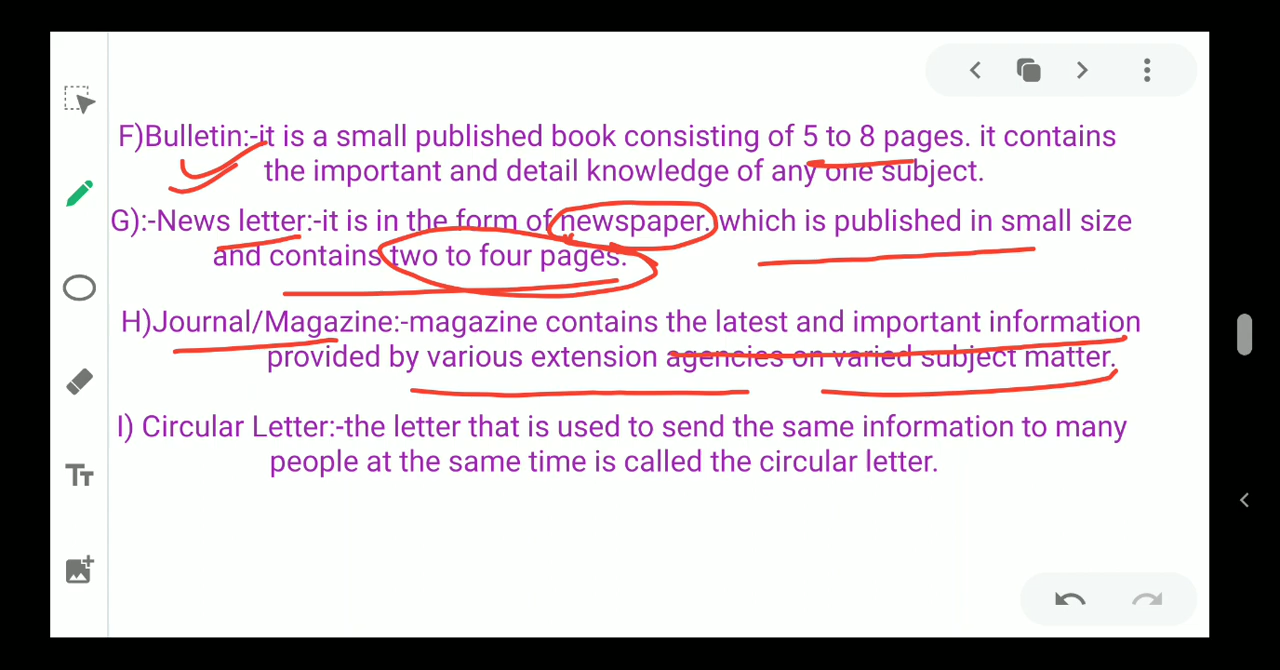 F)Bulletin:-it is a small published book consisting of 5 to 8 pages. it contains
the important and detail knowledge of any one subject.
G):-News letter:-it is in the form of newspaper. which is published in small size
and contains two to four pages.
H)Journal/Magazine:-magazine contains the latest and important information
provided by various extension agencies on varied subject matter.
I) Circular Letter:-the letter that is used to send the same information to many
people at the same time is called the circular letter.
Tт